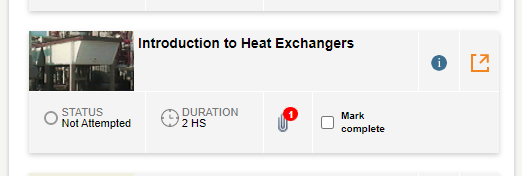 Introduction to Heat Exchangers
i
STATUS
Not Attempted
DURATION
2 HS
1
Mark
complete